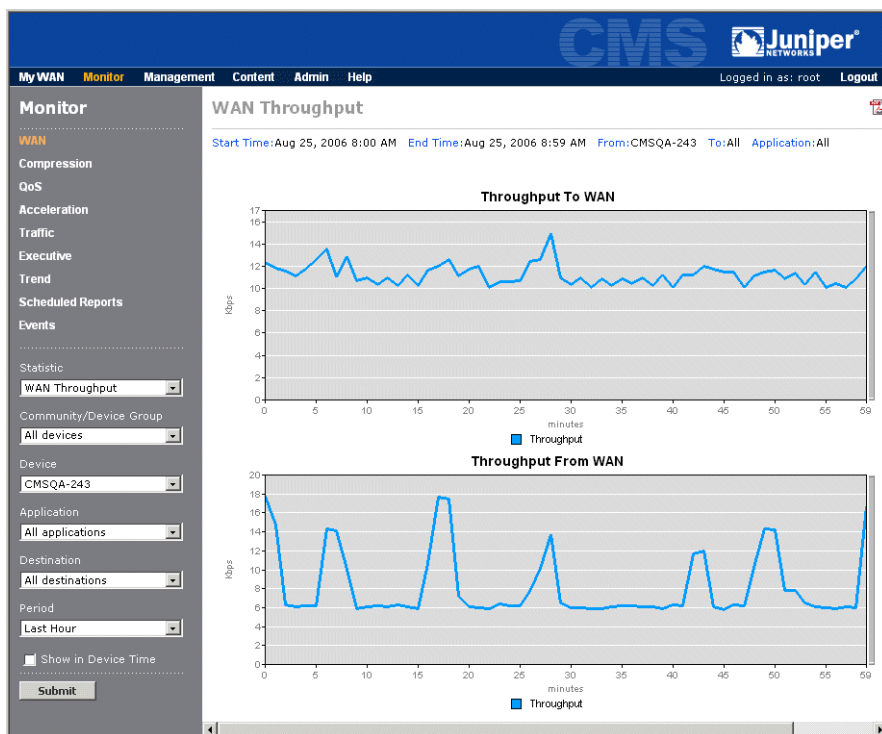 CMS
Juniper®
NETWORKS
My WAN Monitor Management Content Admin Help Logged in as: root Logout
Monitor
WAN
Compression
QoS
Acceleration
Traffic
Executive
Trend
Scheduled Reports
Events
Statistic
WAN Throughput
Community/Device Group
All devices
Device
CMSQA-243
Application
All applications
Destination
All destinations
Period
Last Hour
Show in Device Time
Submit
WAN Throughput
Start Time:Aug 25, 2006 8:00 AM End Time:Aug 25, 2006 8:59 AM From:CMSQA-243 To:All Application:All
Throughput To WAN
Kbps
17
16
14
12
10
8
6
4
2
0
0 5 10 15 20 25 30 35 40 45 50 55 59
minutes
Throughput
Throughput From WAN
Kbps
20
18
16
14
12
10
8
6
4
2
0
0 5 10 15 20 25 30 35 40 45 50 55 59
minutes
Throughput